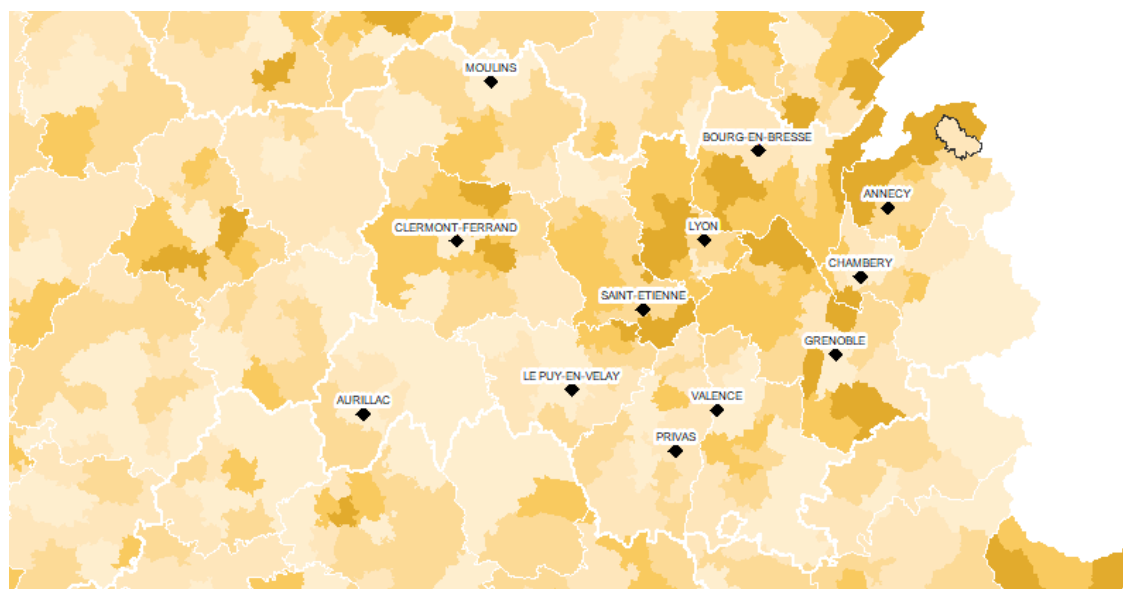 MOULINS
BOURG-EN-BRESSE
ANNECY
CLERMONT-FERRAND
LYON
CHAMBERY
SAINT-ETIENNE
GRENOBLE
LE PUY-EN-VELAY
AURILLAC
VALENCE
PRIVAS